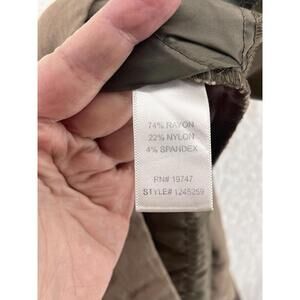 74% RAYON
22% NYLON
4% SPANDEX
RN# 19747
STYLE# 1245259